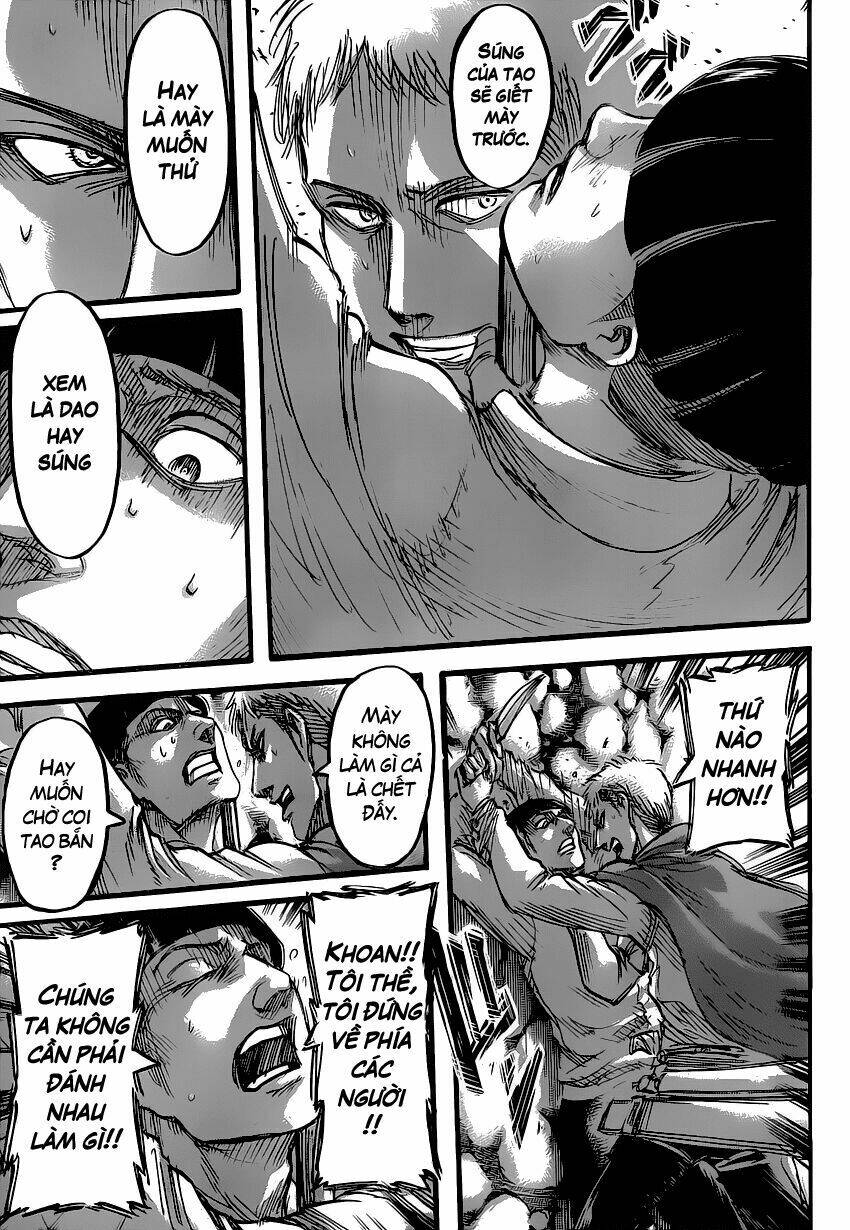 SÚNG
CỦA TAO
SẼ GIẾT
MÀY
TRƯỚC.
HAY
LÀ MÀY
MUỐN
THỬ
XEM
LÀ DAO
HAY
SÚNG
THỨ
NÀO
NHANH
HƠN!!
MÀY
KHÔNG
LÀM GÌ CẢ
LÀ CHẾT
ĐẤY.
HAY
MUỐN
CHỜ COI
TAO BẮN
?
KHOAN!!
TÔI THỀ,
TÔI ĐỨNG
VỀ PHÍA
CÁC
NGƯỜI
!!
CHÚNG
TA KHÔNG
CẦN PHẢI
ĐÁNH
NHAU
LÀM GÌ!!